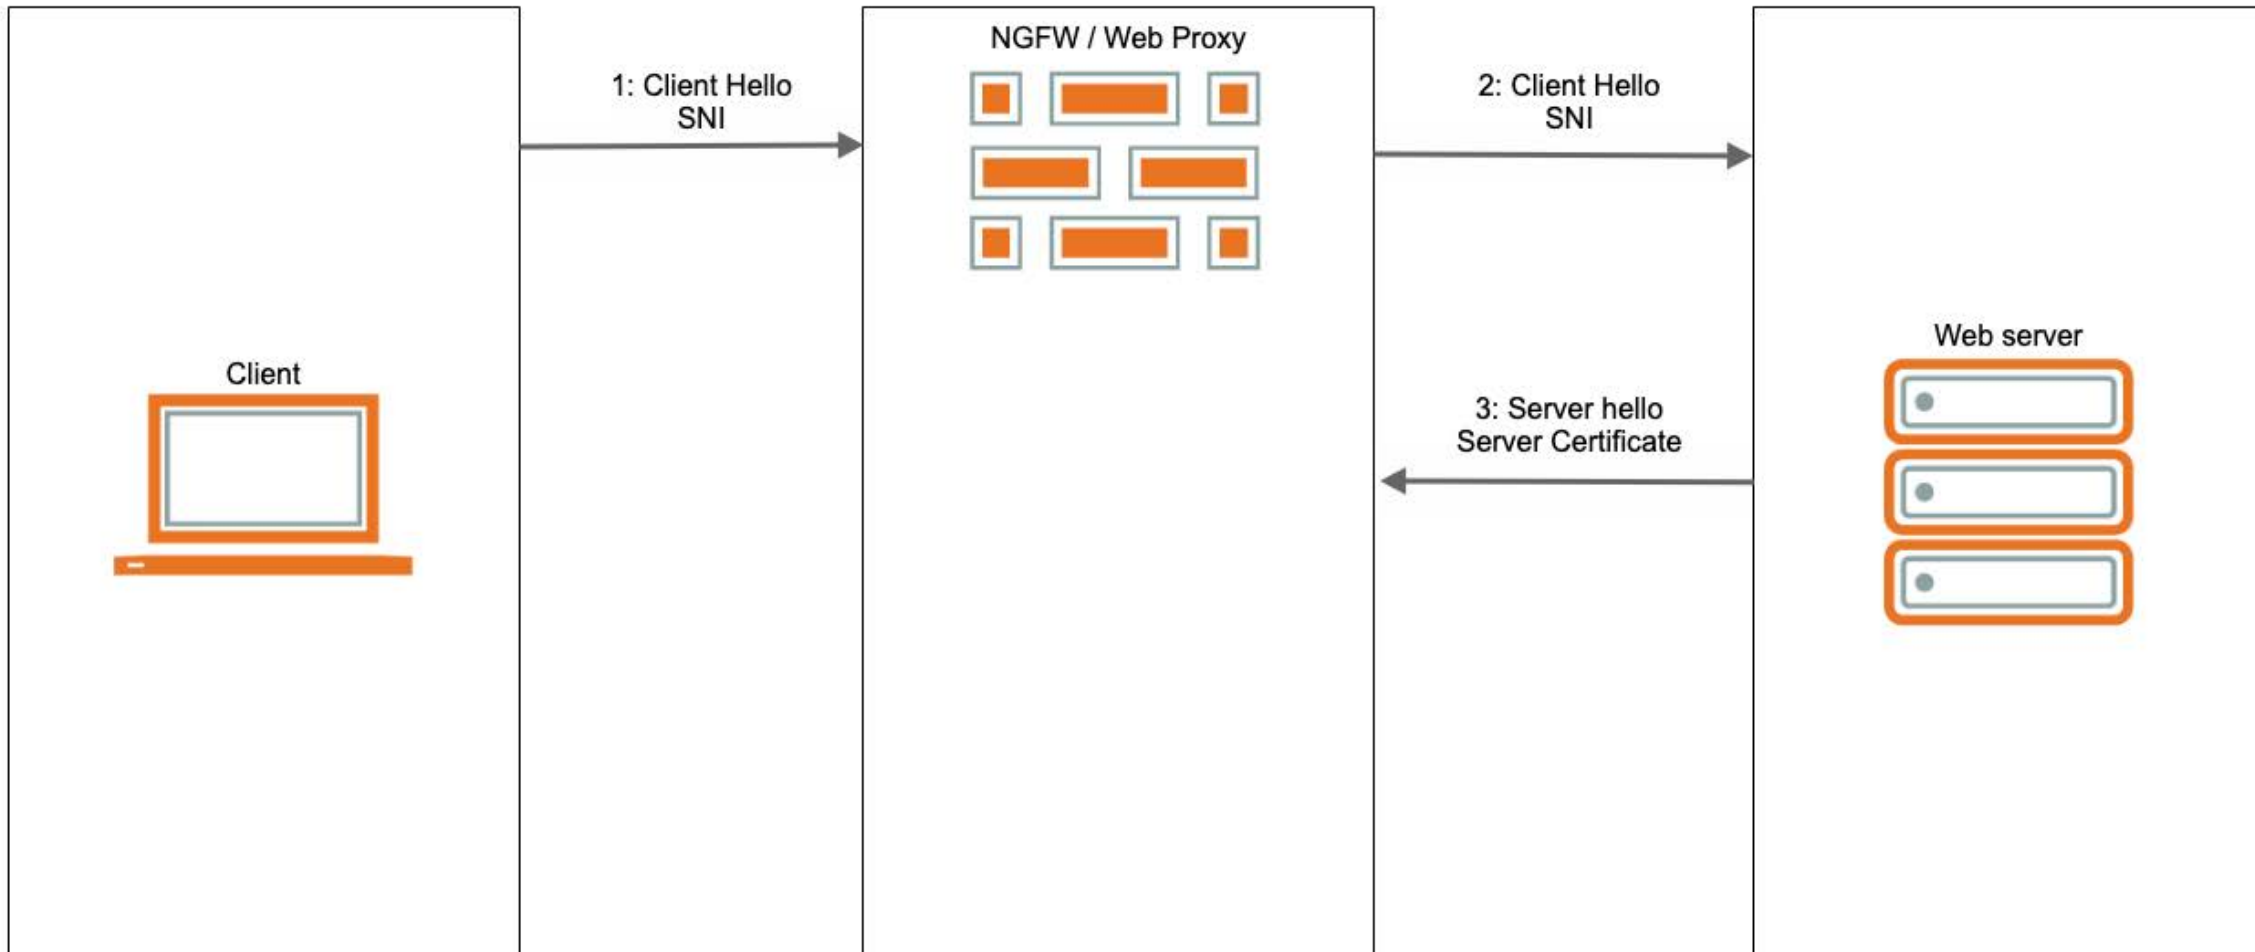 NGFW / Web Proxy
1: Client Hello
SNI
2: Client Hello
SNI
Client
Web server
3: Server hello
Server Certificate